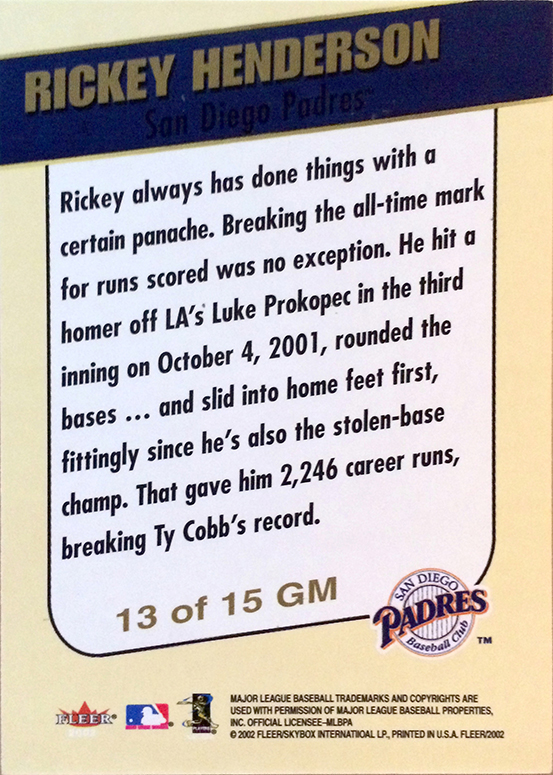 RICKEY HENDERSON
San Diego Padres™
Rickey always has done things with a
certain panache. Breaking the all-time mark
for runs scored was no exception. He hit a
homer off LA's Luke Prokopec in the third
inning on October 4, 2001, rounded the
bases ... and slid into home feet first,
fittingly since he's also the stolen-base
champ. That gave him 2,246 career runs,
breaking Ty Cobb's record.
13 of 15 GM
SAN DIEGO
PADRES
Baseball Club
™
FLEER
2002
PLAYERS
MAJOR LEAGUE BASEBALL TRADEMARKS AND COPYRIGHTS ARE
USED WITH PERMISSION OF MAJOR LEAGUE BASEBALL PROPERTIES,
INC. OFFICIAL LICENSEE–MLBPA
© 2002 FLEER/SKYBOX INTERNATIIOAL LP., PRINTED IN U.S.A. FLEER/2002